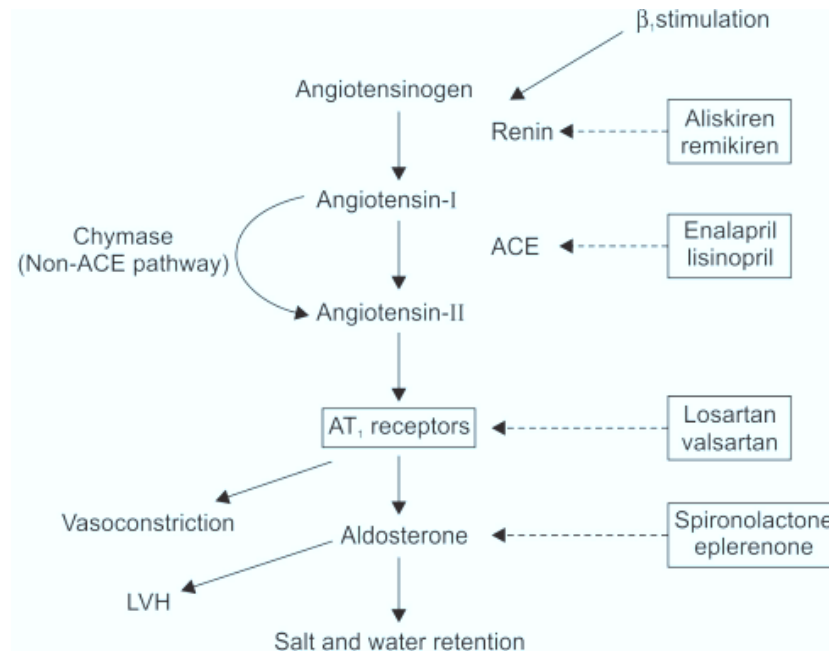 β₁stimulation
Angiotensinogen
Renin
Aliskiren
remikiren
Angiotensin-I
Chymase
(Non-ACE pathway)
ACE
Enalapril
lisinopril
Angiotensin-II
AT₁ receptors
Losartan
valsartan
Vasoconstriction
Aldosterone
Spironolactone
eplerenone
LVH
Salt and water retention